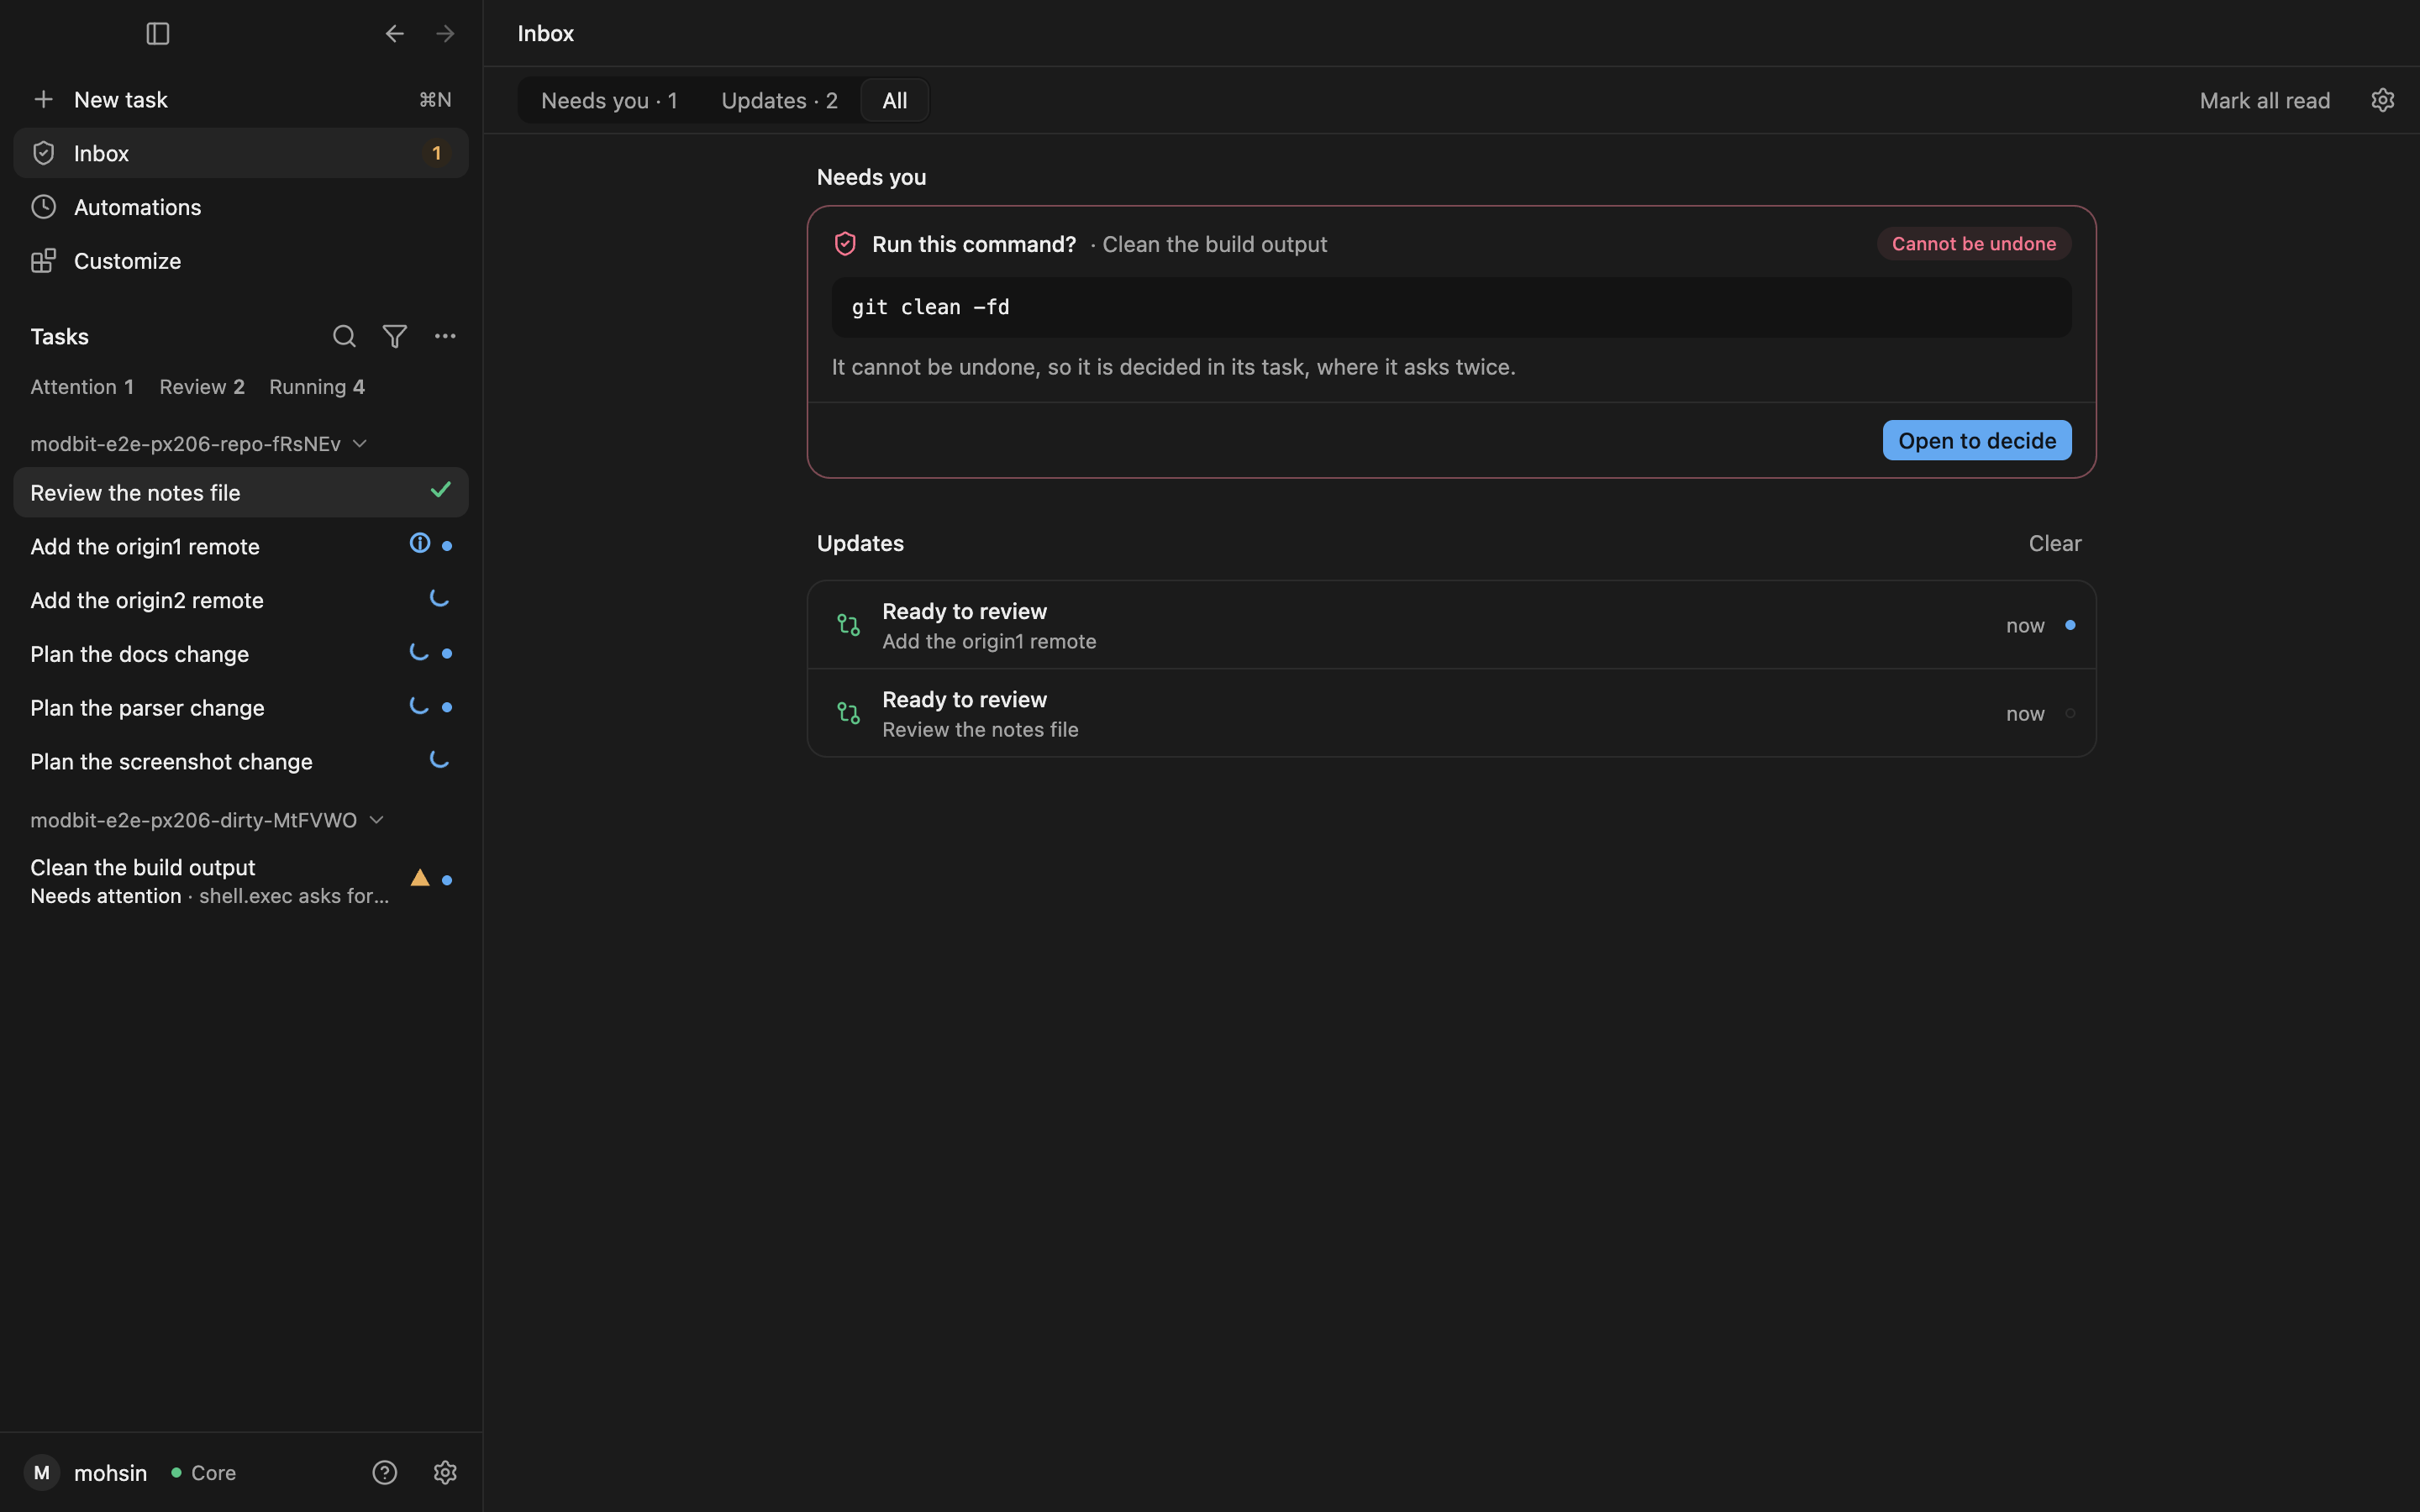 Inbox
New task ⌘N
Inbox 1
Automations
Customize
Tasks
Attention 1 Review 2 Running 4
modbit-e2e-px206-repo-fRsNEv
Review the notes file
Add the origin1 remote
Add the origin2 remote
Plan the docs change
Plan the parser change
Plan the screenshot change
modbit-e2e-px206-dirty-MtFVWO
Clean the build output
Needs attention · shell.exec asks for...
M mohsin Core
Needs you · 1 Updates · 2 All Mark all read
Needs you
Run this command? · Clean the build output Cannot be undone
git clean -fd
It cannot be undone, so it is decided in its task, where it asks twice.
Open to decide
Updates Clear
Ready to review
Add the origin1 remote now
Ready to review
Review the notes file now